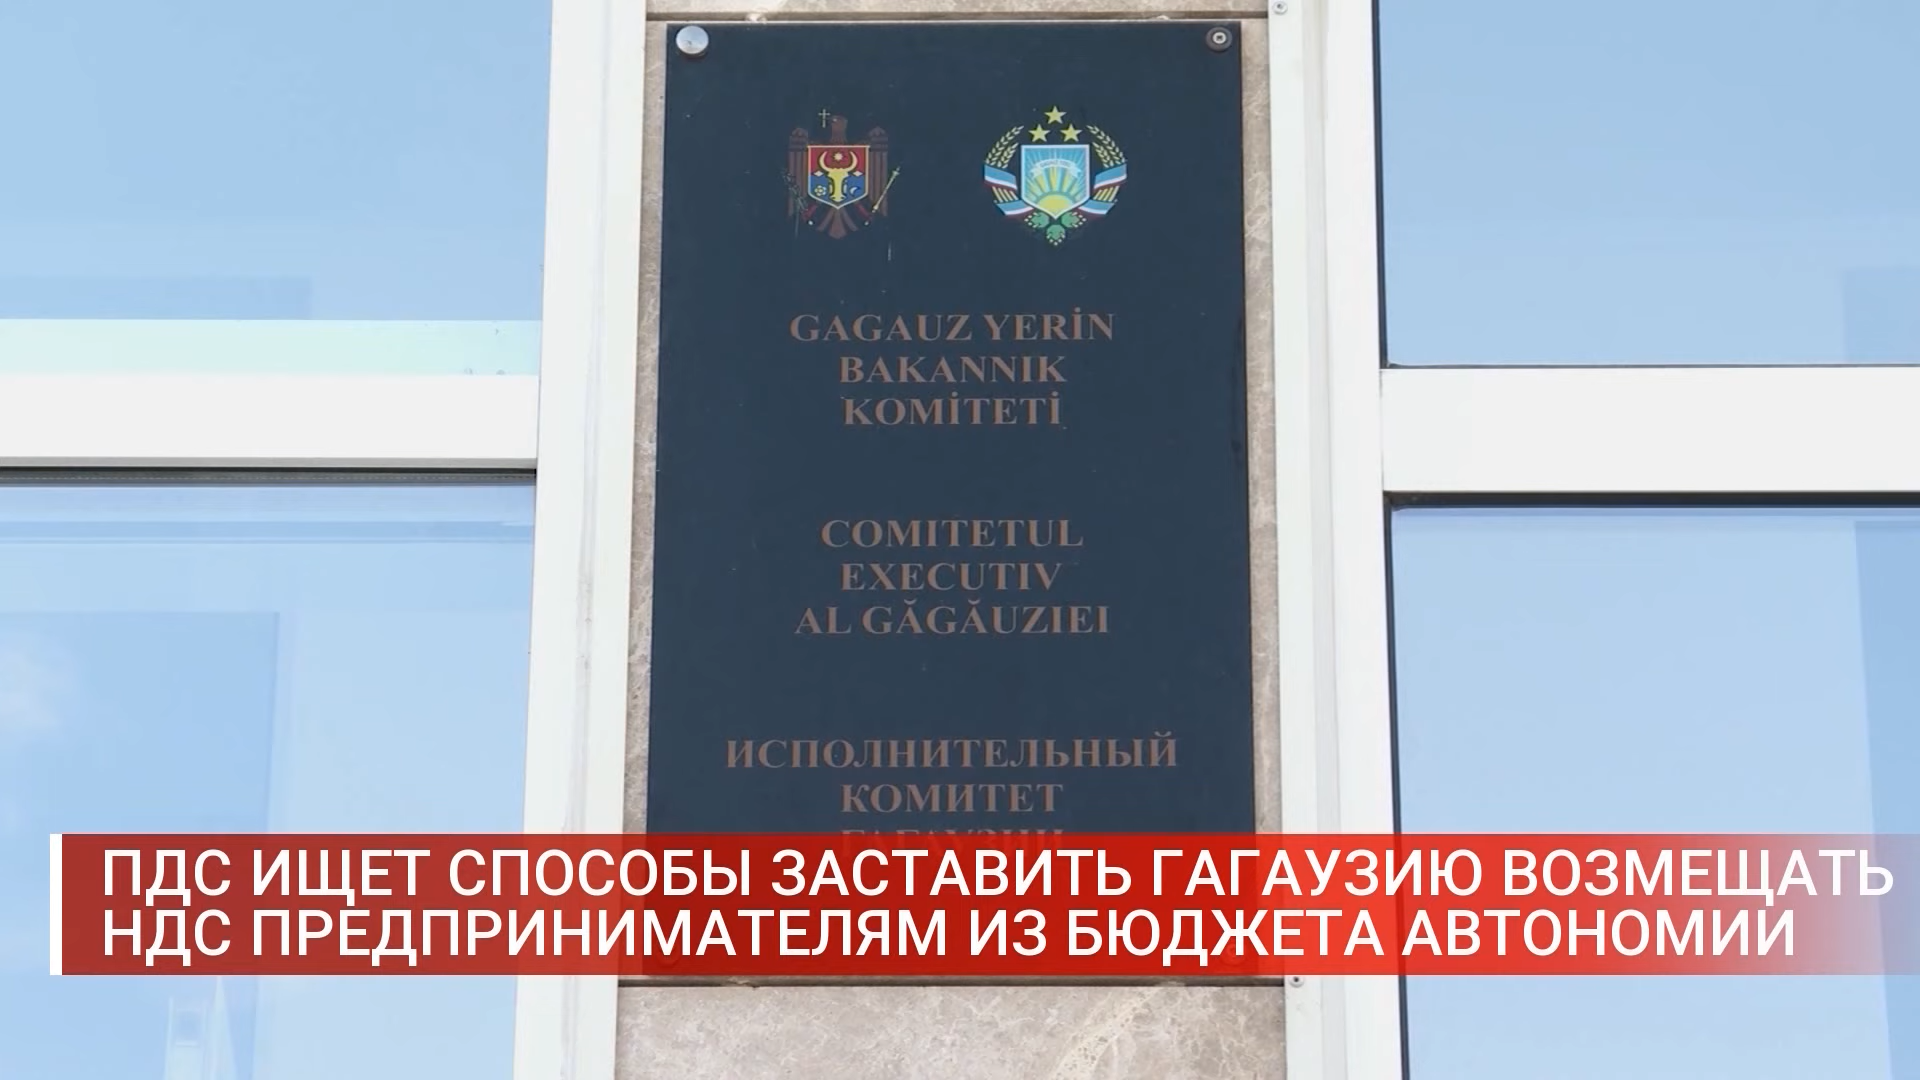 GAGAUZ YERİN
BAKANNIK
KOMİTETİ
COMITETUL
EXECUTIV
AL GĂGĂUZIEI
ИСПОЛНИТЕЛЬНЫЙ
КОМИТЕТ
ГАГАУЗИИ
ПДС ИЩЕТ СПОСОБЫ ЗАСТАВИТЬ ГАГАУЗИЮ ВОЗМЕЩАТЬ
НДС ПРЕДПРИНИМАТЕЛЯМ ИЗ БЮДЖЕТА АВТОНОМИИ